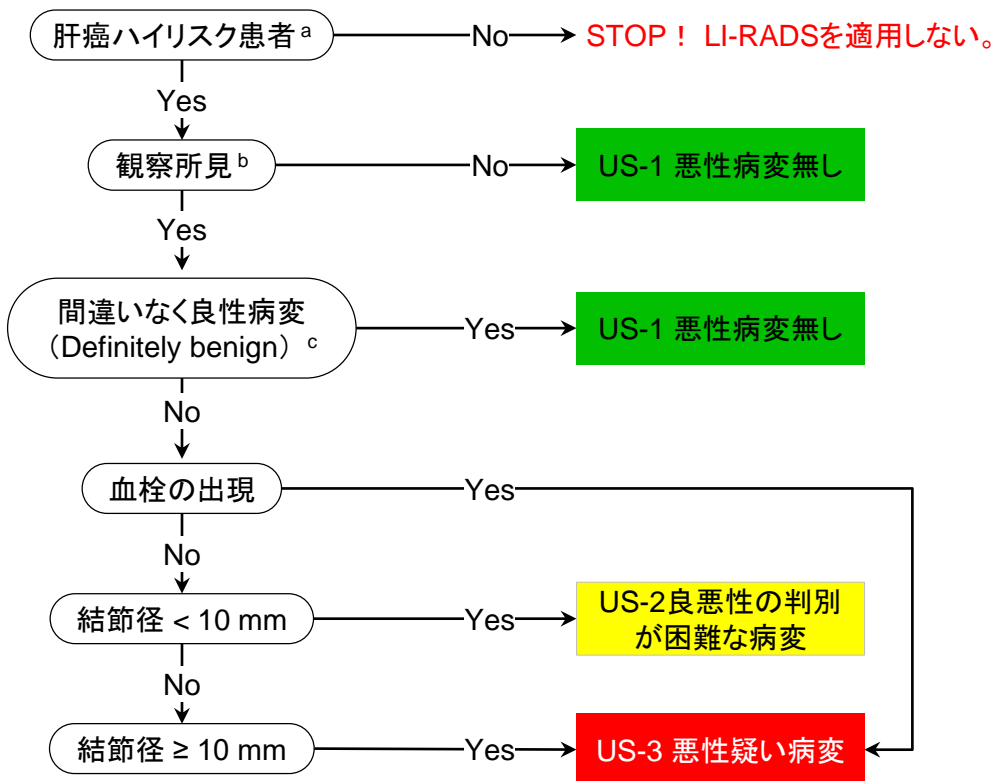 肝癌ハイリスク患者 a
No
STOP！ LI-RADSを適用しない。
Yes
観察所見 b
No
US-1 悪性病変無し
Yes
間違いなく良性病変
（Definitely benign） c
Yes
US-1 悪性病変無し
No
血栓の出現
Yes
No
結節径 < 10 mm
Yes
US-2良悪性の判別
が困難な病変
No
結節径 ≥ 10 mm
Yes
US-3 悪性疑い病変